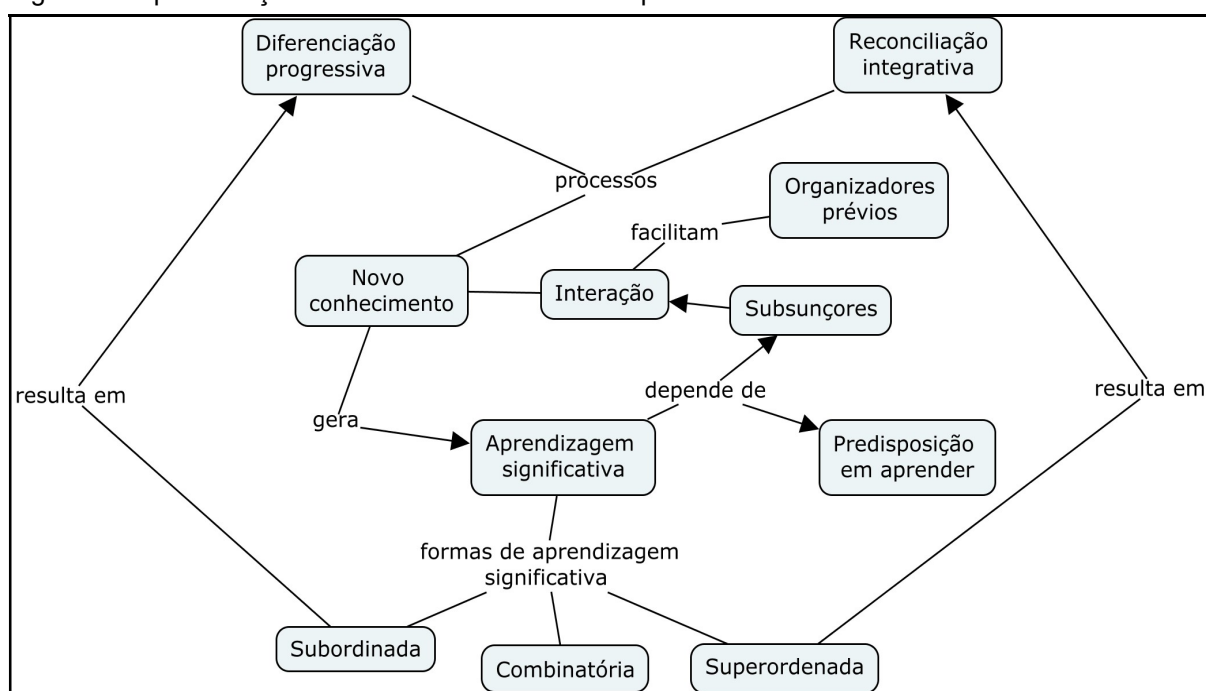 Diferenciação
progressiva
Reconciliação
integrativa
processos
Organizadores
prévios
facilitam
Novo
conhecimento
Interação
Subsunçores
resulta em
depende de
resulta em
gera
Aprendizagem
significativa
Predisposição
em aprender
formas de aprendizagem
significativa
Subordinada
Combinatória
Superordenada